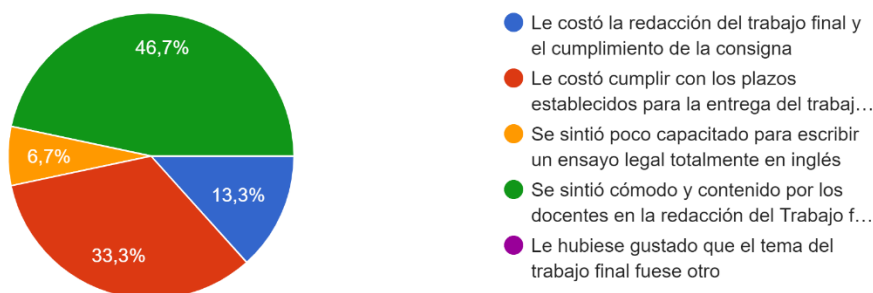 46,7%
6,7%
13,3%
33,3%
Le costó la redacción del trabajo final y
el cumplimiento de la consigna
Le costó cumplir con los plazos
establecidos para la entrega del trabaj…
Se sintió poco capacitado para escribir
un ensayo legal totalmente en inglés
Se sintió cómodo y contenido por los
docentes en la redacción del Trabajo f…
Le hubiese gustado que el tema del
trabajo final fuese otro